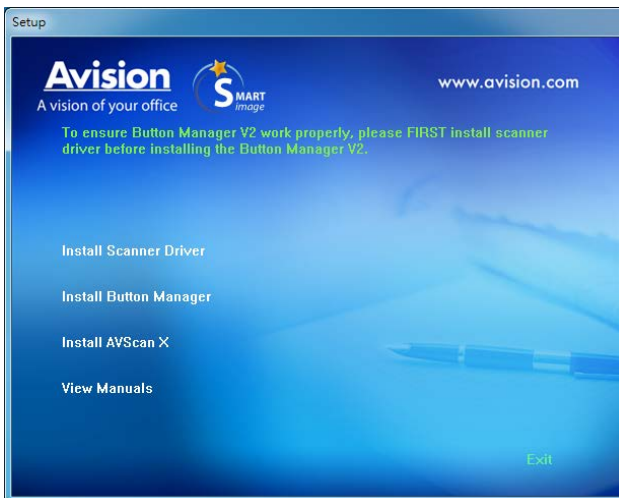 Setup
Avision
A vision of your office
SMART
image
www.avision.com
To ensure Button Manager V2 work properly, please FIRST install scanner
driver before installing the Button Manager V2.
Install Scanner Driver
Install Button Manager
Install AVScan X
View Manuals
Exit